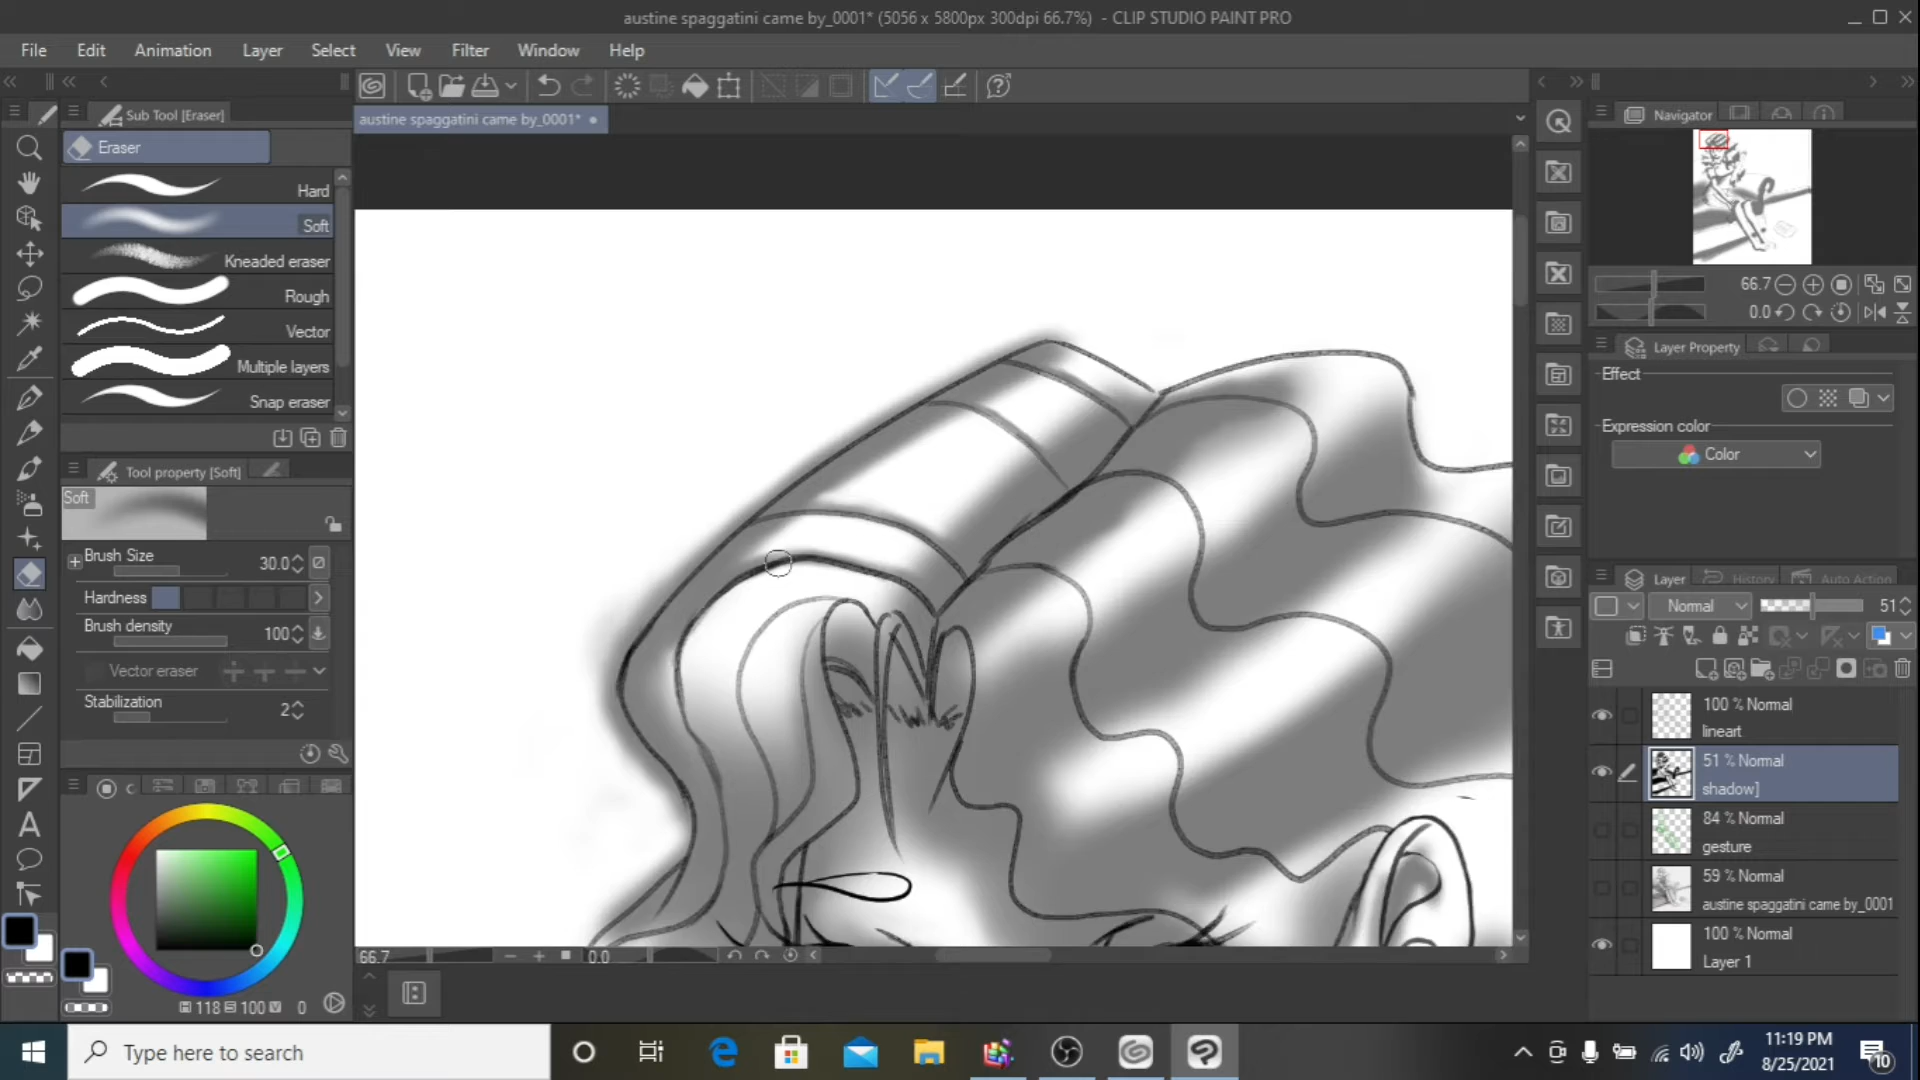 austine spaggatini came by_0001* (5056 x 5800px 300dpi 66.7%) - CLIP STUDIO PAINT PRO
File Edit Animation Layer Select View Filter Window Help
Sub Tool [Eraser]
austine spaggatini came by_0001*
Navigator
Eraser
Hard
Soft
Kneaded eraser
Rough
Vector
Multiple layers
Snap eraser
66.7
0.0
Layer Property
Effect
Expression color
Color
Tool property [Soft]
Soft
Brush Size 30.0
Hardness
Brush density 100
Vector eraser
Stabilization 2
Layer History Auto Action
Normal 51
100 % Normal
lineart
51 % Normal
shadow]
84 % Normal
gesture
59 % Normal
austine spaggatini came by_0001
100 % Normal
Layer 1
66.7 0.0
H 118 S 100 V 0
Type here to search
11:19 PM
8/25/2021
10